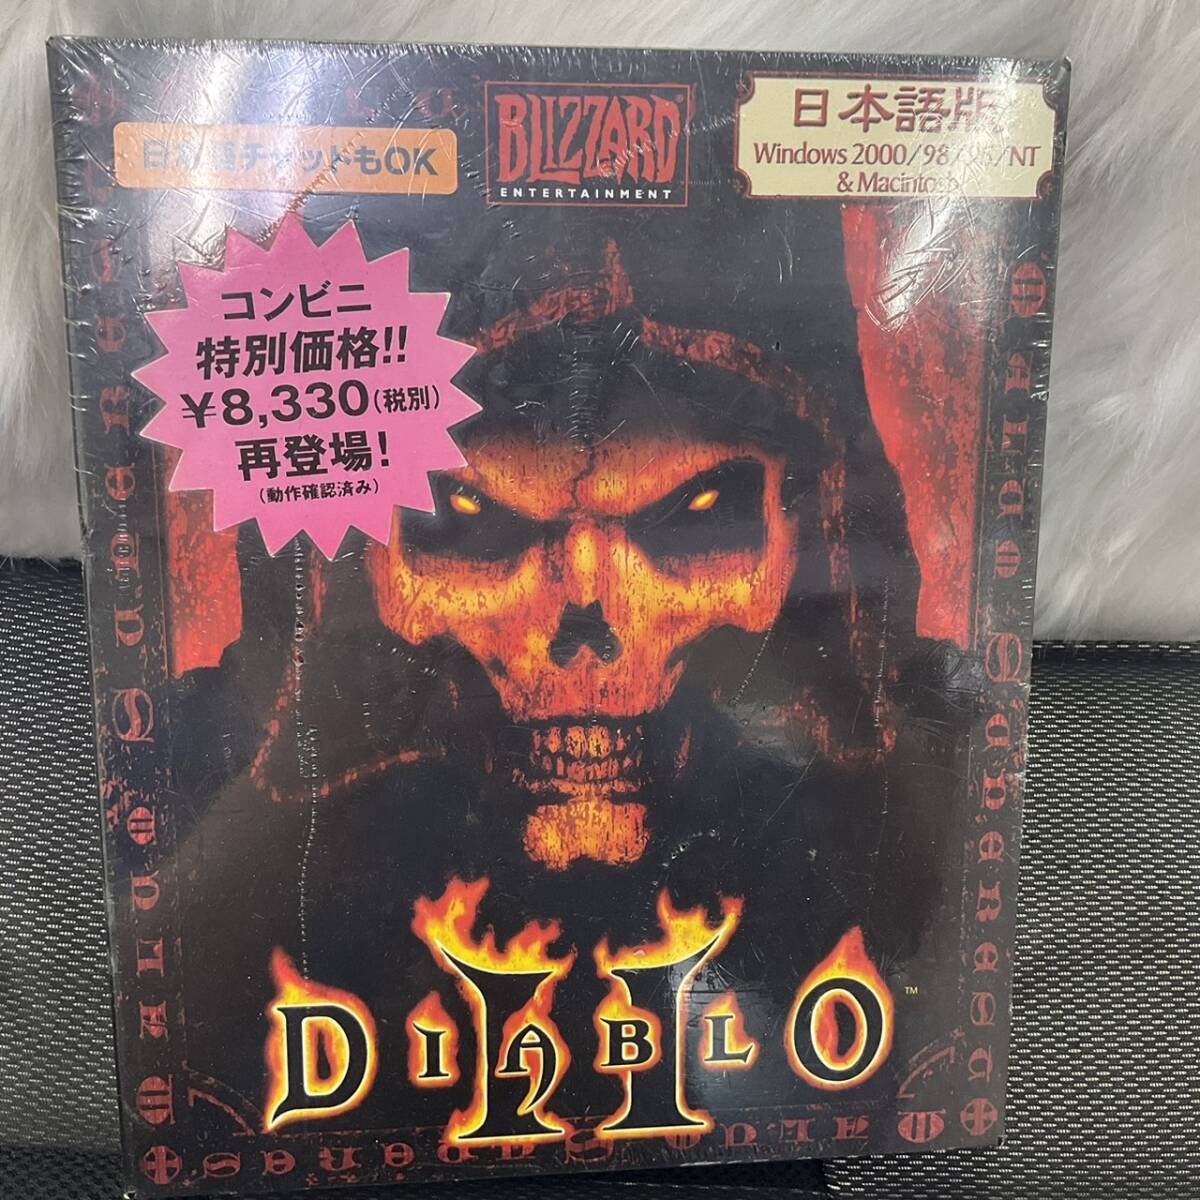 日本語チャットもOK
BLIZZARD®
ENTERTAINMENT
日本語版
Windows 2000/98/95/NT
& Macintosh
コンビニ
特別価格!!
¥8,330(税別)
再登場!
(動作確認済み)
DIABLO™
II